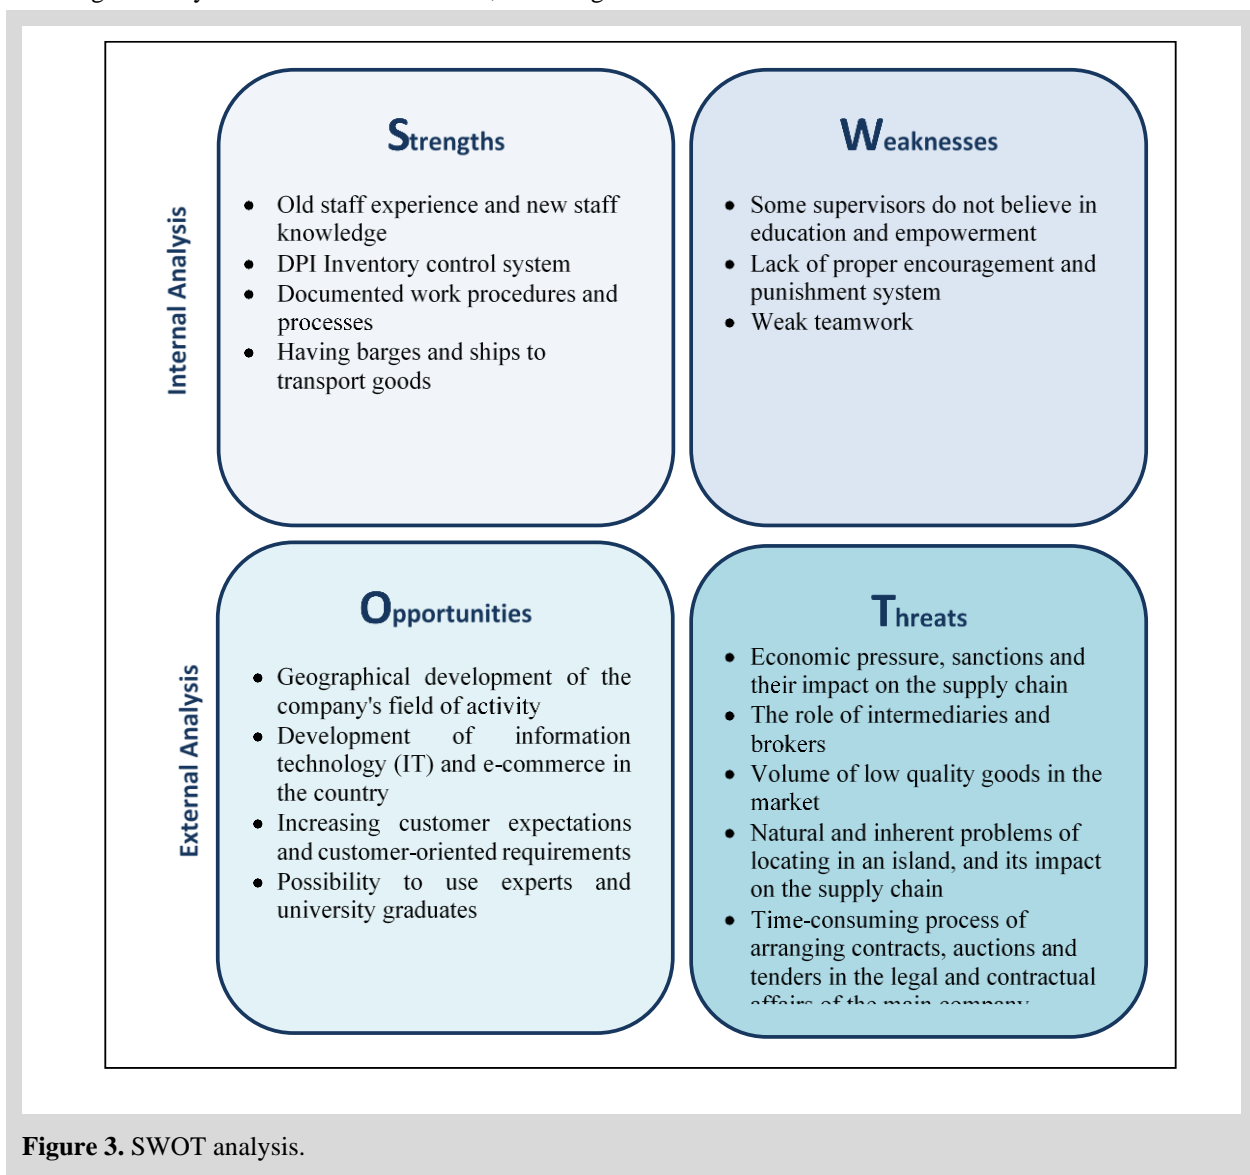 Strengths
Old staff experience and new staff
knowledge
DPI Inventory control system
Documented work procedures and
processes
Having barges and ships to
transport goods
Weaknesses
Some supervisors do not believe in
education and empowerment
Lack of proper encouragement and
punishment system
Weak teamwork
Internal Analysis
Opportunities
Geographical development of the
company's field of activity
Development of information
technology (IT) and e-commerce in
the country
Increasing customer expectations
and customer-oriented requirements
Possibility to use experts and
university graduates
Threats
Economic pressure, sanctions and
their impact on the supply chain
The role of intermediaries and
brokers
Volume of low quality goods in the
market
Natural and inherent problems of
locating in an island, and its impact
on the supply chain
Time-consuming process of
arranging contracts, auctions and
tenders in the legal and contractual
affairs of the main company
External Analysis
Figure 3. SWOT analysis.